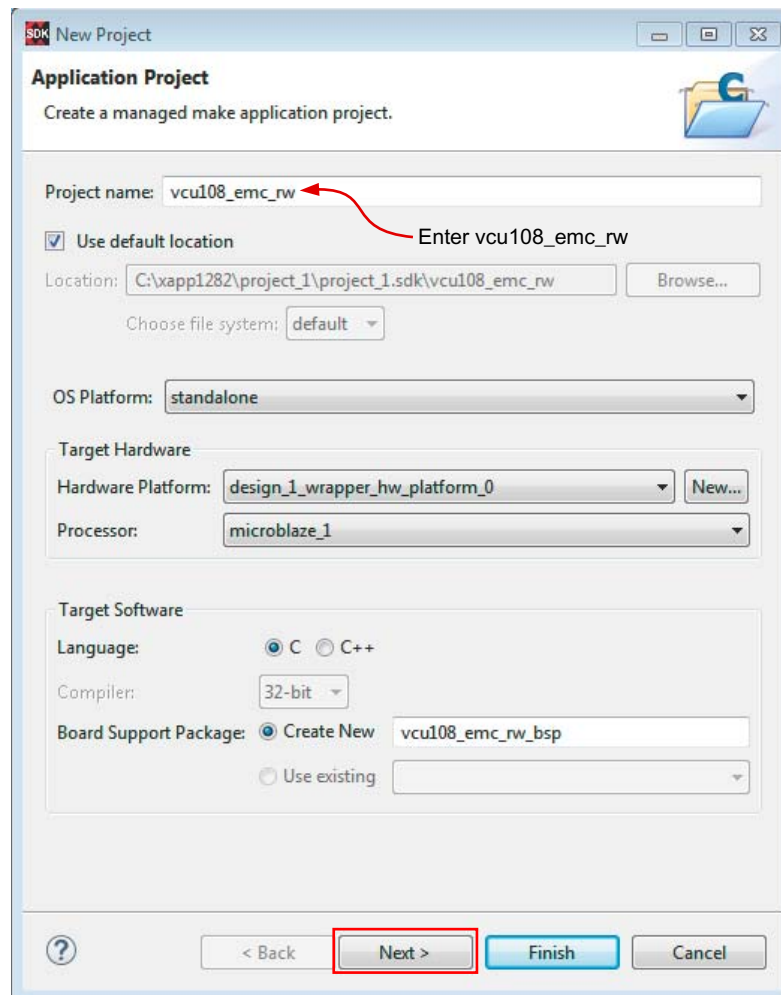 SDK New Project
Application Project
Create a managed make application project.
Project name: vcu108_emc_rw
Use default location
Enter vcu108_emc_rw
Location: C:\xapp1282\project_1\project_1.sdk\vcu108_emc_rw Browse...
Choose file system: default
OS Platform: standalone
Target Hardware
Hardware Platform: design_1_wrapper_hw_platform_0 New...
Processor: microblaze_1
Target Software
Language: C C++
Compiler: 32-bit
Board Support Package: Create New vcu108_emc_rw_bsp
Use existing
? < Back Next > Finish Cancel